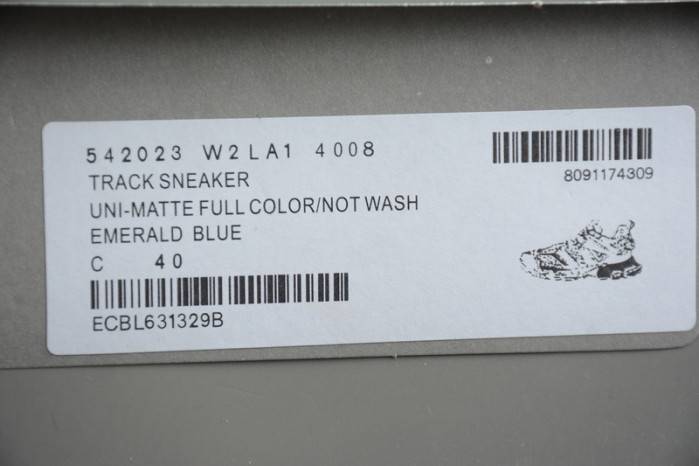 542023 W2LA1 4008
8091174309
TRACK SNEAKER
UNI-MATTE FULL COLOR/NOT WASH
EMERALD BLUE
C 40
ECBL631329B